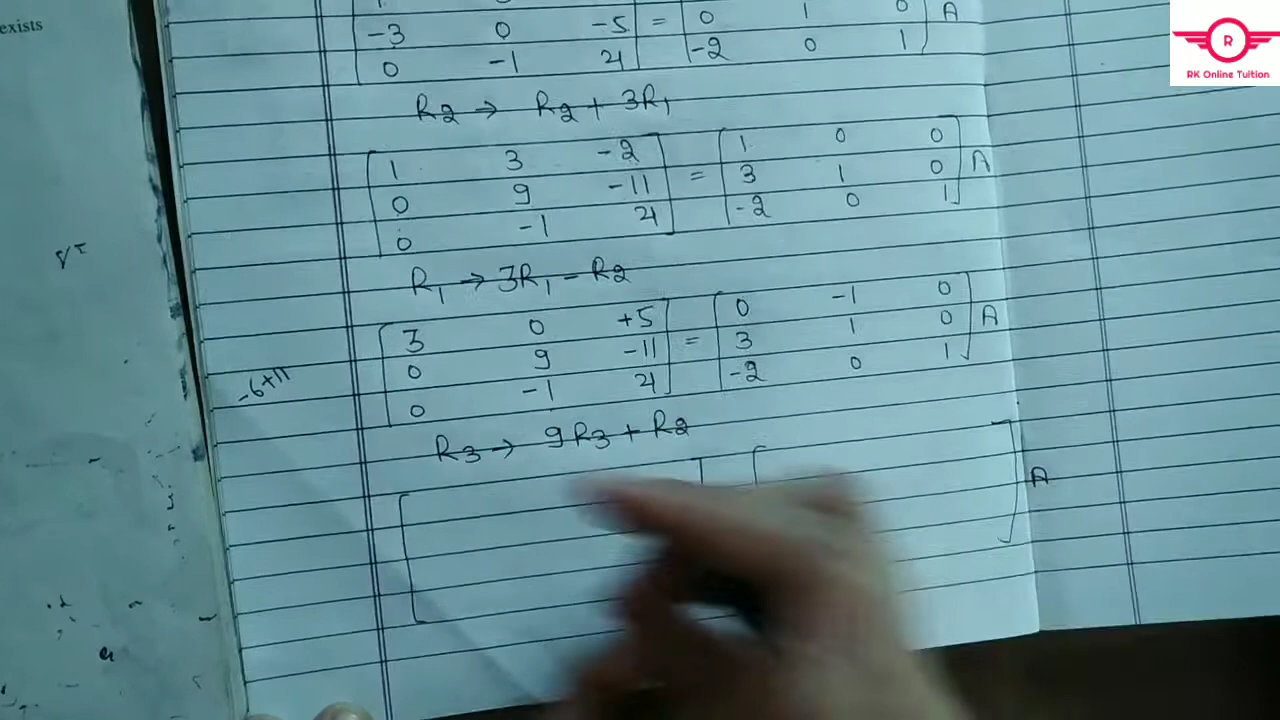 exists
R
RK Online Tuition
-3 0 -5 = 0 1 0 A
0 -1 4 -2 0 1
R2 → R2 + 3R1
1 3 -2 1 0 0
0 9 -11 = 3 1 0 A
0 -1 4 -2 0 1
R1 → 3R1 - R2
3 0 +5 0 -1 0
0 9 -11 = 3 1 0 A
0 -1 4 -2 0 1
-6+11
R3 → 9R3 + R2
A